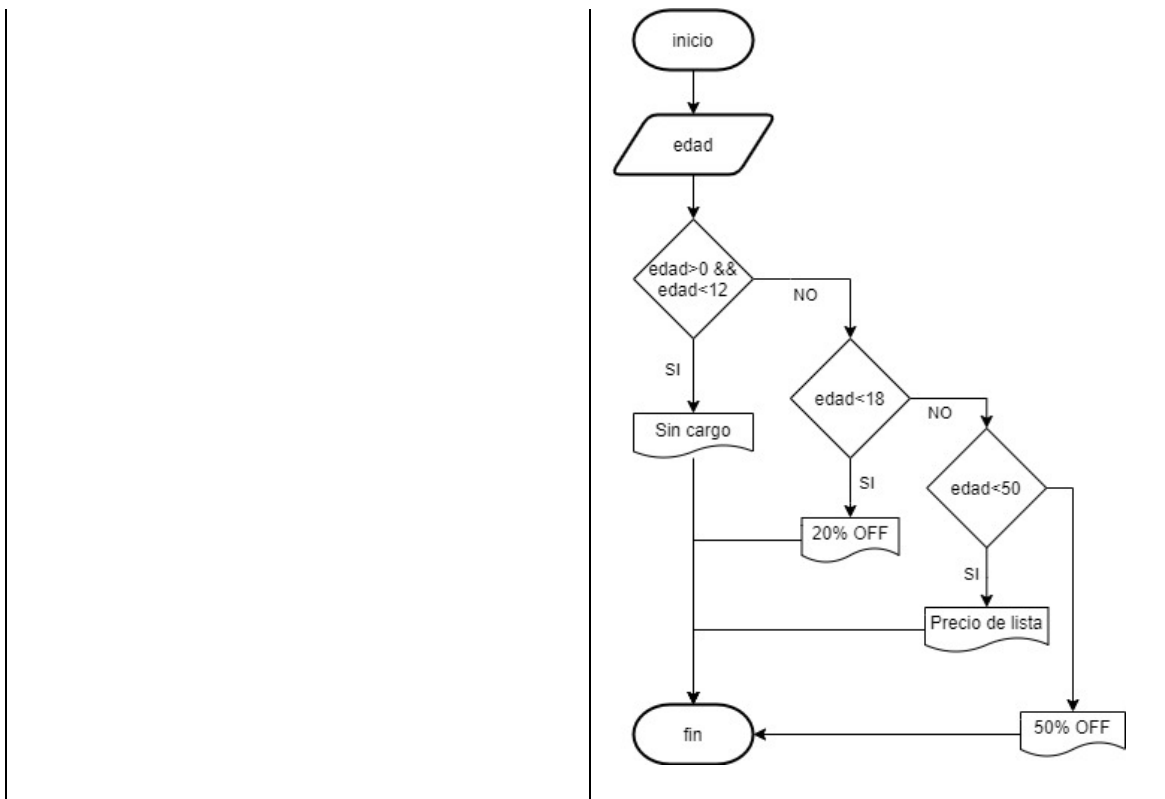 inicio
edad
edad>0 &&
edad<12
NO
SI
edad<18
NO
Sin cargo
SI
edad<50
20% OFF
SI
Precio de lista
50% OFF
fin